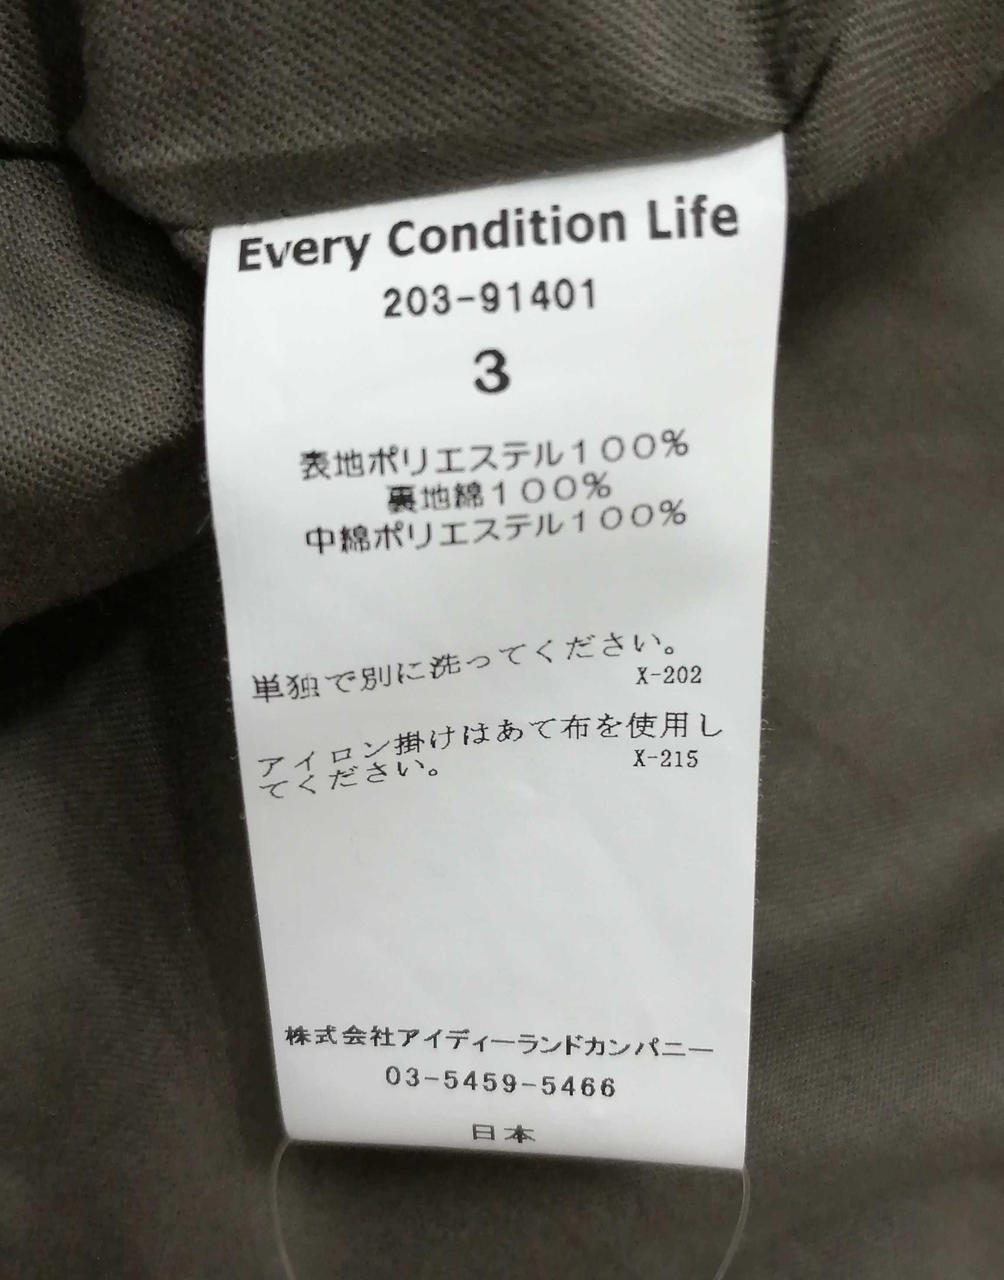 Every Condition Life
203-91401
3
表地ポリエステル100%
裏地綿100%
中綿ポリエステル100%
単独で別に洗ってください。
X-202
アイロン掛けはあて布を使用し
てください。
X-215
株式会社アイディーランドカンパニー
03-5459-5466
日本